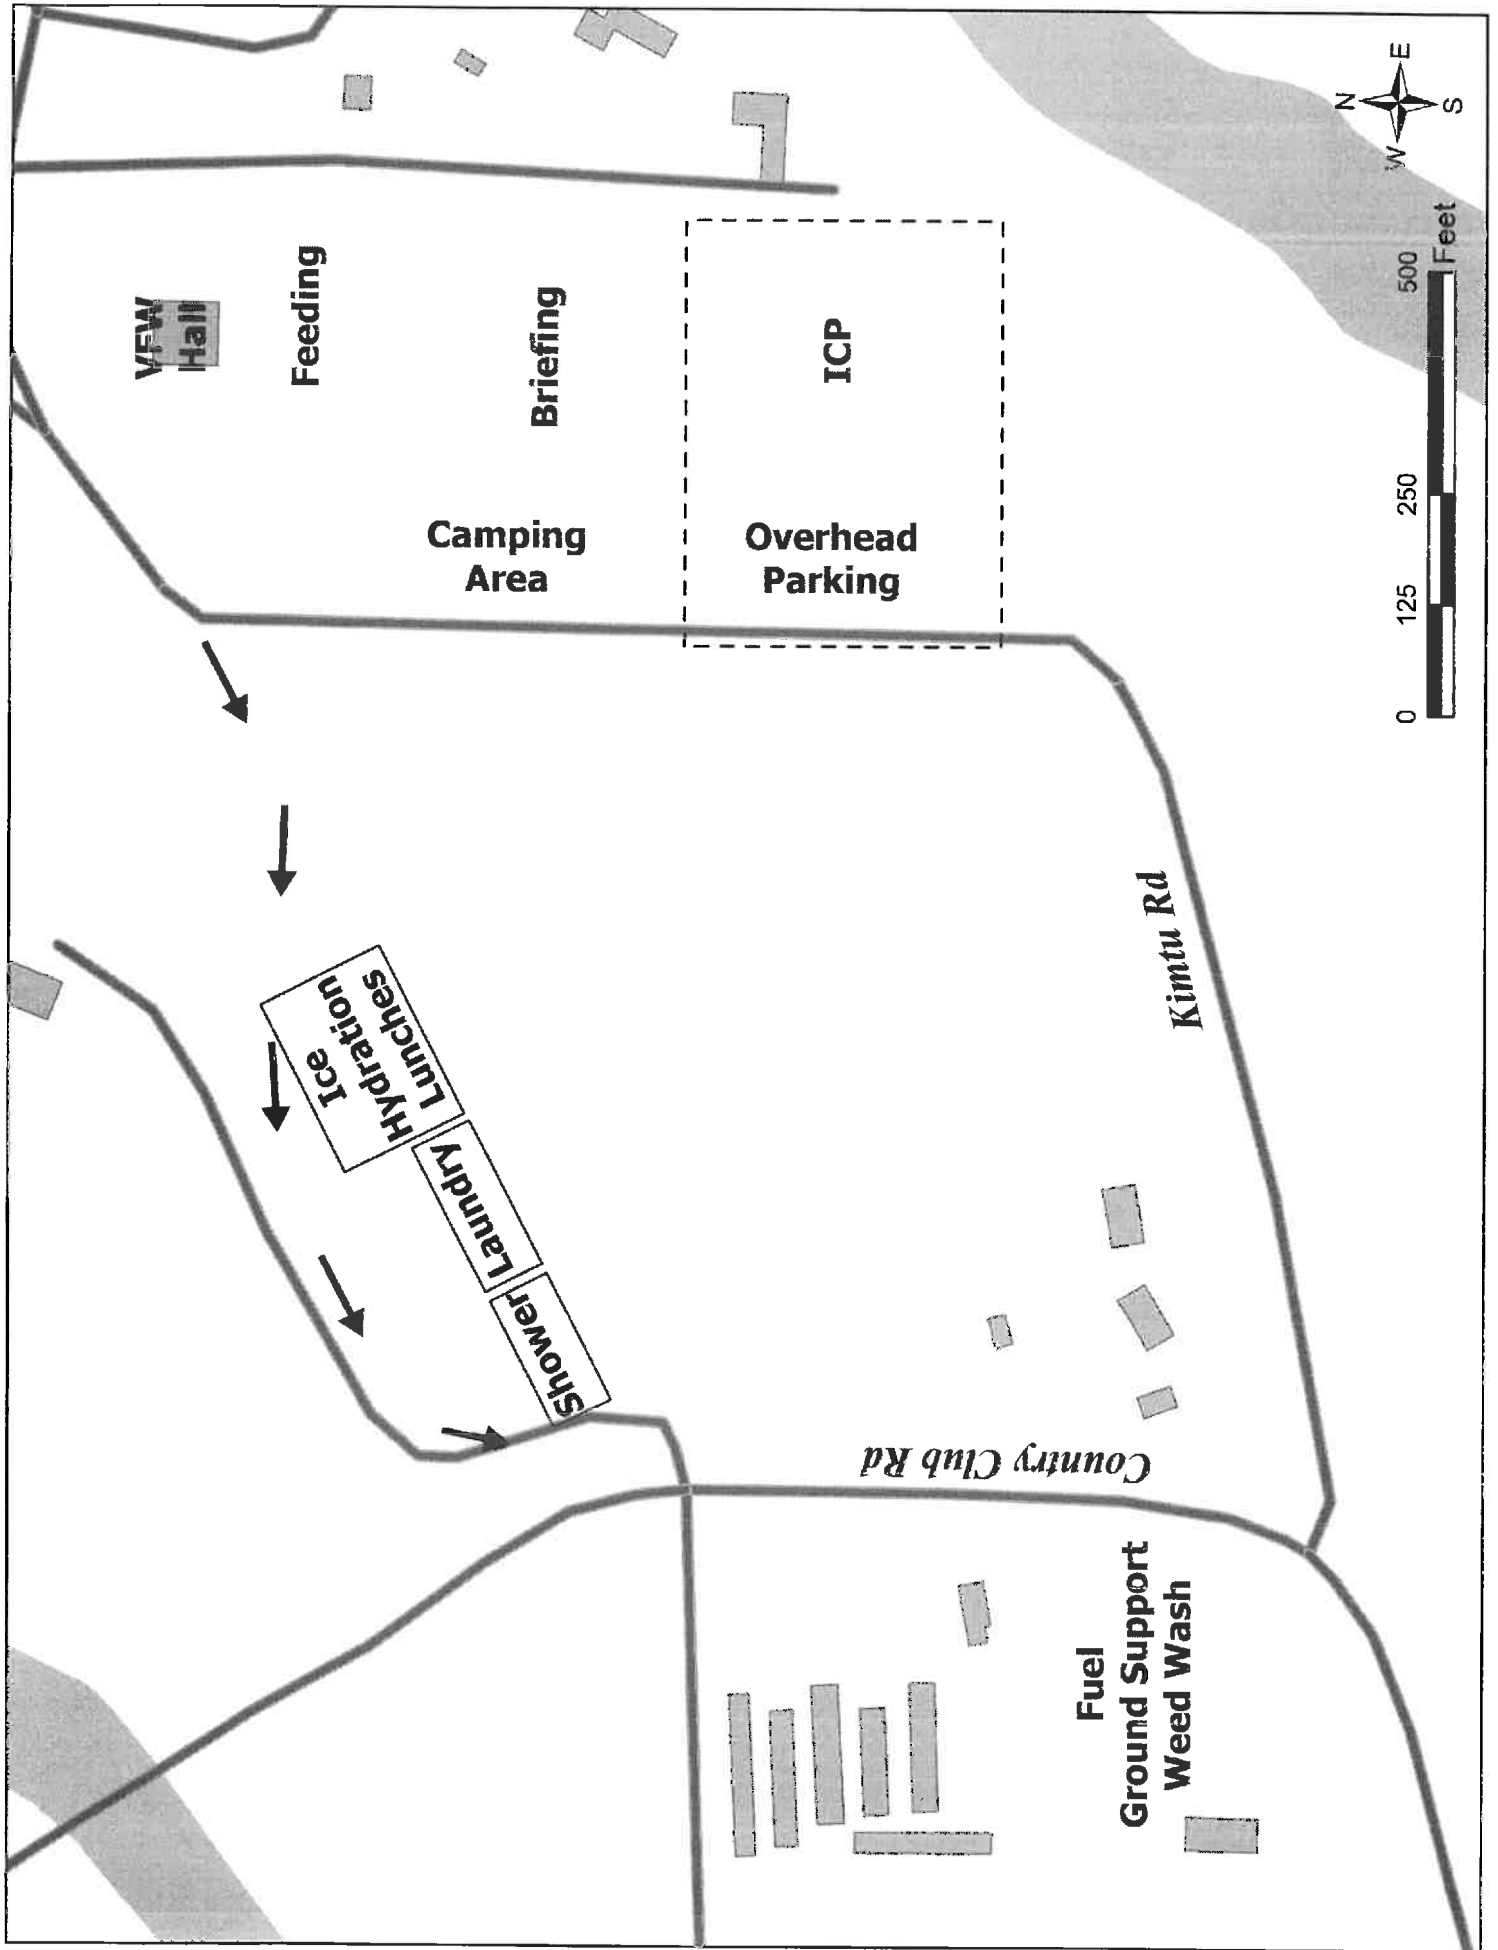 VFW
Hall
Feeding
Briefing
ICP
Camping
Area
Overhead
Parking
Ice
Hydration
Lunches
Laundry
Shower
Kimtu Rd
Country Club Rd
Fuel
Ground Support
Weed Wash
N
E
S
W
0 125 250 500
Feet